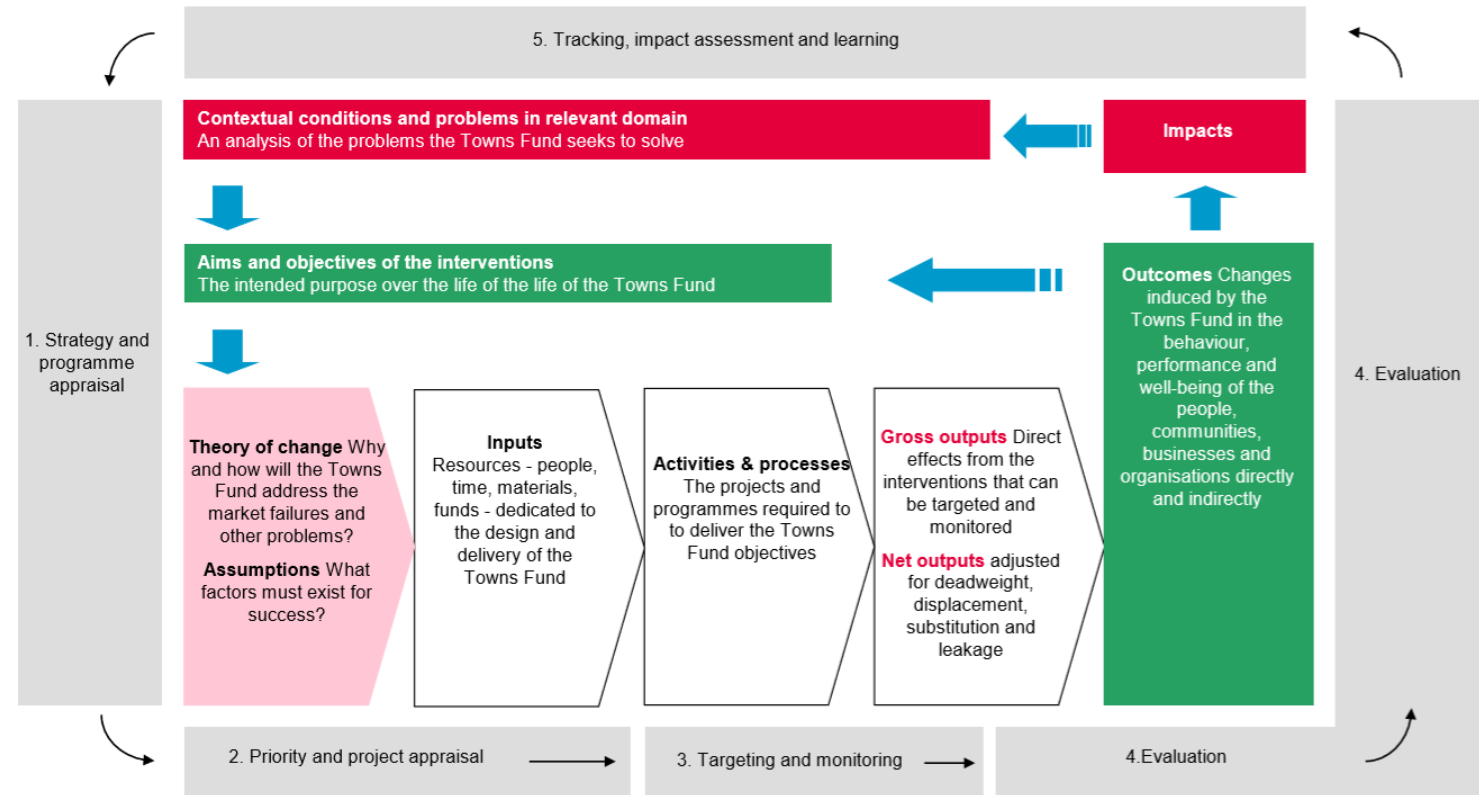 5. Tracking, impact assessment and learning
Contextual conditions and problems in relevant domain
An analysis of the problems the Towns Fund seeks to solve
Impacts
Aims and objectives of the interventions
The intended purpose over the life of the life of the Towns Fund
1. Strategy and
programme
appraisal
Theory of change Why
and how will the Towns
Fund address the
market failures and
other problems?
Assumptions What
factors must exist for
success?
Inputs
Resources - people,
time, materials,
funds - dedicated to
the design and
delivery of the
Towns Fund
Activities & processes
The projects and
programmes required to
to deliver the Towns
Fund objectives
Gross outputs Direct
effects from the
interventions that can
be targeted and
monitored
Net outputs adjusted
for deadweight,
displacement,
substitution and
leakage
Outcomes Changes
induced by the
Towns Fund in the
behaviour,
performance and
well-being of the
people,
communities,
businesses and
organisations directly
and indirectly
4. Evaluation
2. Priority and project appraisal
3. Targeting and monitoring
4.Evaluation